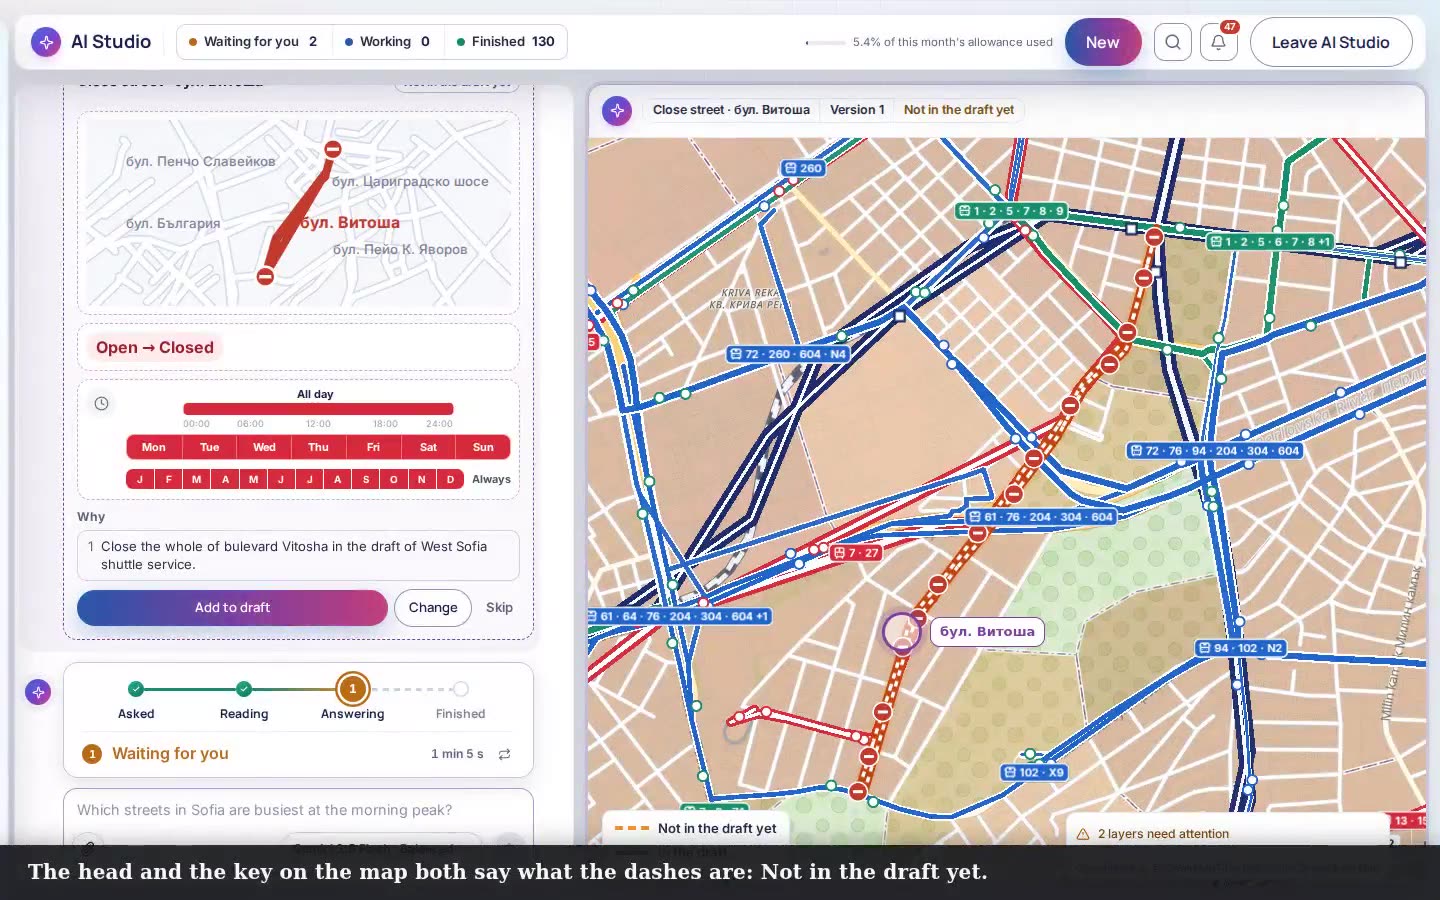 AI Studio
Waiting for you 2
Working 0
Finished 130
5.4% of this month's allowance used
New
47
Leave AI Studio
бул. Пенчо Славейков
бул. Цариградско шосе
бул. България
бул. Витоша
бул. Пейо К. Яворов
Open → Closed
All day
00:00 06:00 12:00 18:00 24:00
Mon Tue Wed Thu Fri Sat Sun
J F M A M J J A S O N D Always
Why
1 Close the whole of bulevard Vitosha in the draft of West Sofia
shuttle service.
Add to draft
Change
Skip
1
Asked Reading Answering Finished
1 Waiting for you
1 min 5 s
Which streets in Sofia are busiest at the morning peak?
Close street · бул. Витоша
Version 1
Not in the draft yet
260
1 · 2 · 5 · 7 · 8 · 9
1 · 2 · 5 · 6 · 7 · 8 +1
KRIVA REKA
КВ. КРИВА РЕКА
5
72 · 260 · 604 · N4
72 · 76 · 94 · 204 · 304 · 604
61 · 76 · 204 · 304 · 604
7 · 27
61 · 64 · 76 · 204 · 304 · 604 +1
бул. Витоша
94 · 102 · N2
102 · X9
Not in the draft yet
2 layers need attention
The head and the key on the map both say what the dashes are: Not in the draft yet.